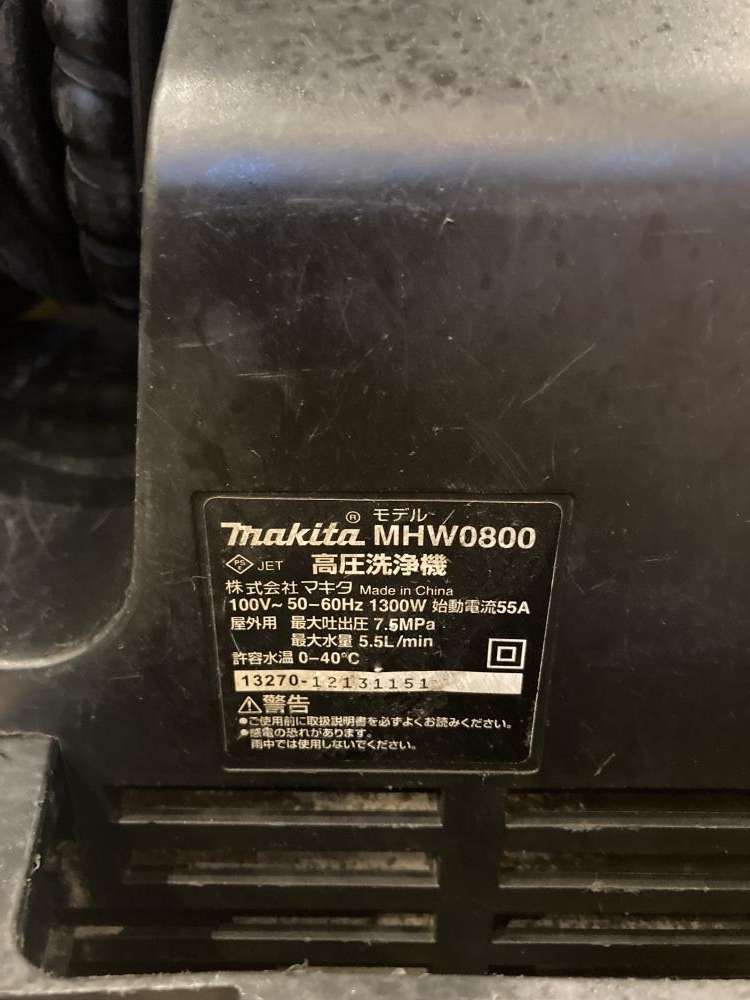 モデル
makita® MHW0800
PSE JET 高圧洗浄機
株式会社マキタ Made in China
100V~ 50-60Hz 1300W 始動電流55A
屋外用 最大吐出圧 7.5MPa
最大水量 5.5L/min
許容水温 0-40℃
13270-12131151
⚠警告
●ご使用前に取扱説明書を必ずよくお読みください。
●感電の恐れがあります。
雨中では使用しないでください。